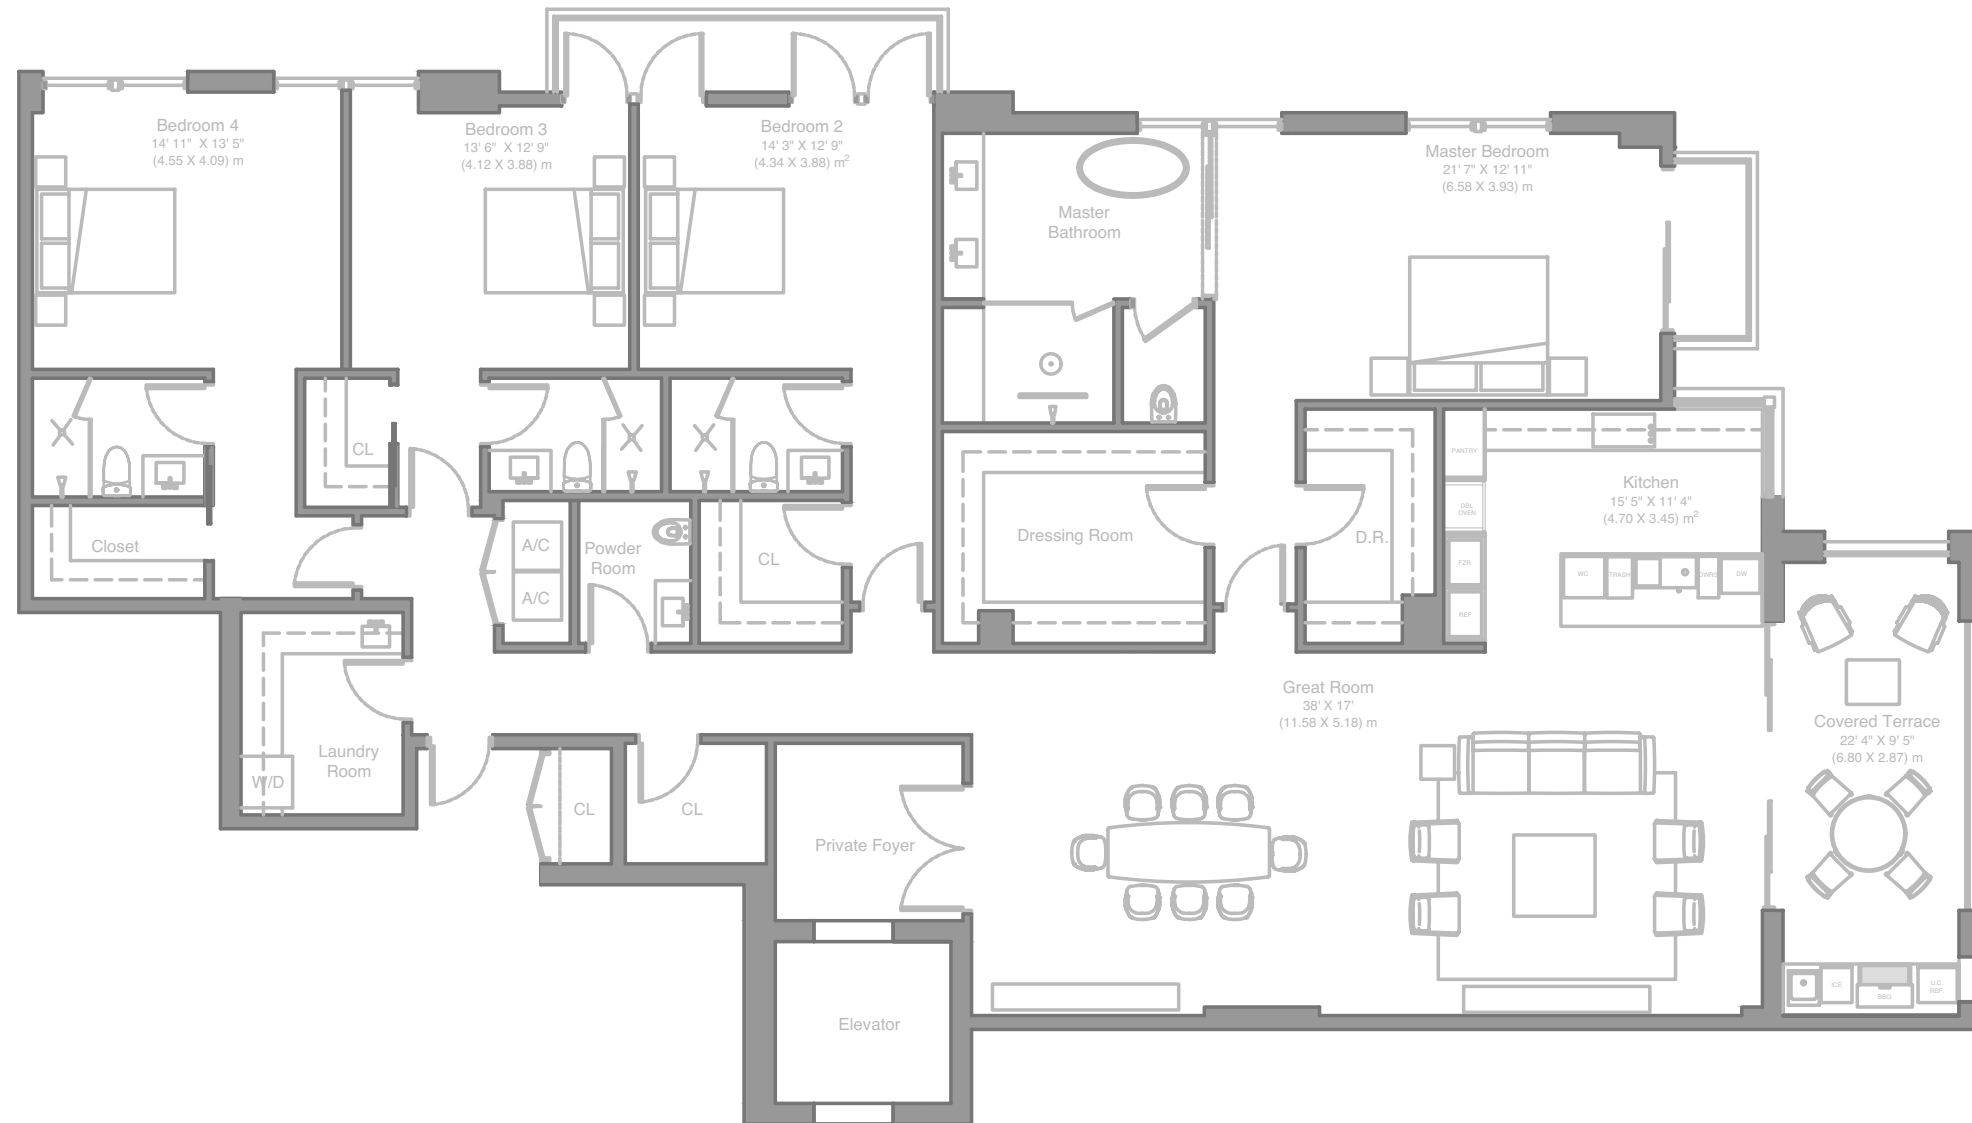 Bedroom 4
14' 11" X 13' 5"
(4.55 X 4.09) m
Bedroom 3
13' 6" X 12' 9"
(4.12 X 3.88) m
Bedroom 2
14' 3" X 12' 9"
(4.34 X 3.88) m²
Master Bedroom
21' 7" X 12' 11"
(6.58 X 3.93) m
Master
Bathroom
CL
PANTRY
DBL
OVEN
FZR
REF
Kitchen
15' 5" X 11' 4"
(4.70 X 3.45) m²
Closet
A/C
A/C
Powder
Room
CL
Dressing Room
D.R.
WC
TRASH
DWRS
DW
Great Room
38' X 17'
(11.58 X 5.18) m
Covered Terrace
22' 4" X 9' 5"
(6.80 X 2.87) m
Laundry
Room
W/D
CL
CL
Private Foyer
ICE
BBQ
U.C.
REF.
Elevator